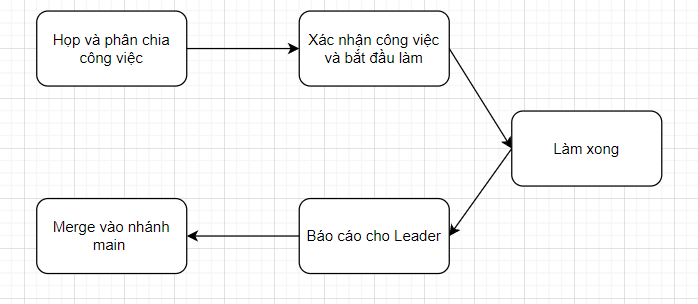 Họp và phân chia
công việc
Xác nhận công việc
và bắt đầu làm
Làm xong
Báo cáo cho Leader
Merge vào nhánh
main